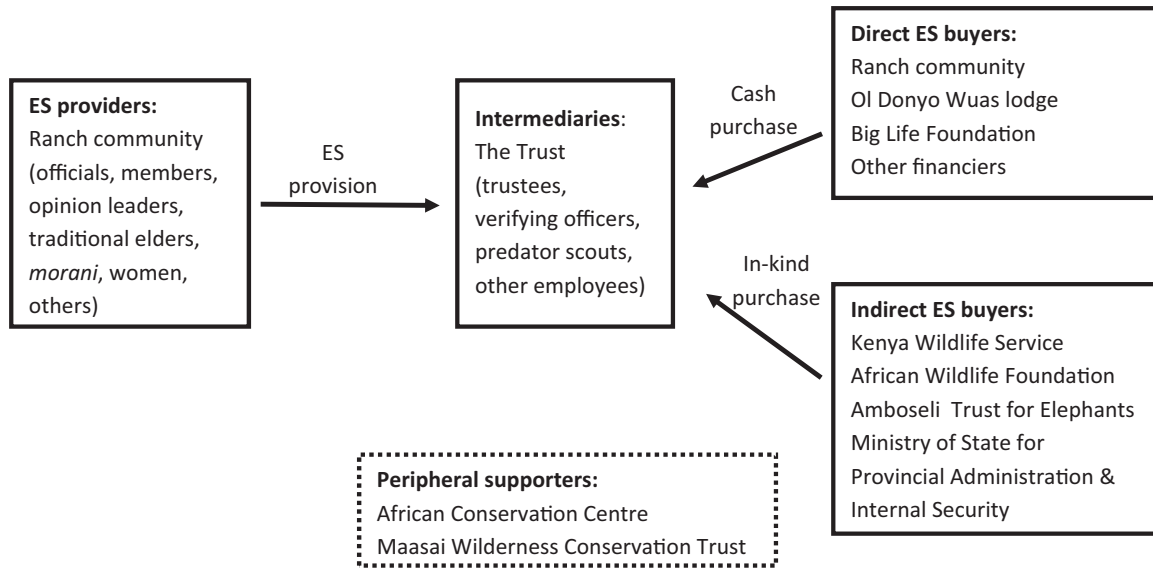 ES providers:
Ranch community
(officials, members,
opinion leaders,
traditional elders,
morani, women,
others)
ES
provision
Intermediaries:
The Trust
(trustees,
verifying officers,
predator scouts,
other employees)
Cash
purchase
Direct ES buyers:
Ranch community
Ol Donyo Wuas lodge
Big Life Foundation
Other financiers
In-kind
purchase
Indirect ES buyers:
Kenya Wildlife Service
African Wildlife Foundation
Amboseli Trust for Elephants
Ministry of State for
Provincial Administration &
Internal Security
Peripheral supporters:
African Conservation Centre
Maasai Wilderness Conservation Trust